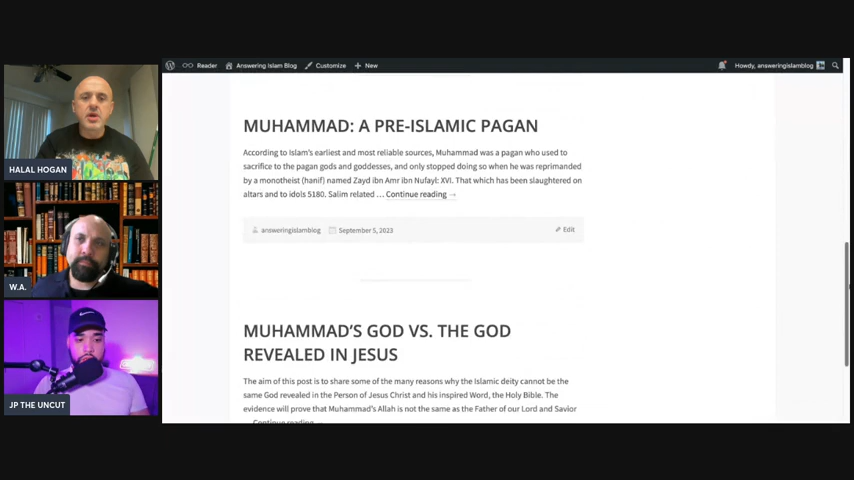 Reader
Answering Islam Blog
Customize
New
Howdy, answeringislamblog
HALAL HOGAN
W.A.
JP THE UNCUT
MUHAMMAD: A PRE-ISLAMIC PAGAN
According to Islam's earliest and most reliable sources, Muhammad was a pagan who used to
sacrifice to the pagan gods and goddesses, and only stopped doing so when he was reprimanded
by a monotheist (hanif) named Zayd ibn Amr ibn Nufayl: XVI. That which has been slaughtered on
altars and to idols 5180. Salim related … Continue reading →
answeringislamblog
September 5, 2023
Edit
MUHAMMAD'S GOD VS. THE GOD
REVEALED IN JESUS
The aim of this post is to share some of the many reasons why the Islamic deity cannot be the
same God revealed in the Person of Jesus Christ and his inspired Word, the Holy Bible. The
evidence will prove that Muhammad's Allah is not the same as the Father of our Lord and Savior
… Continue reading →